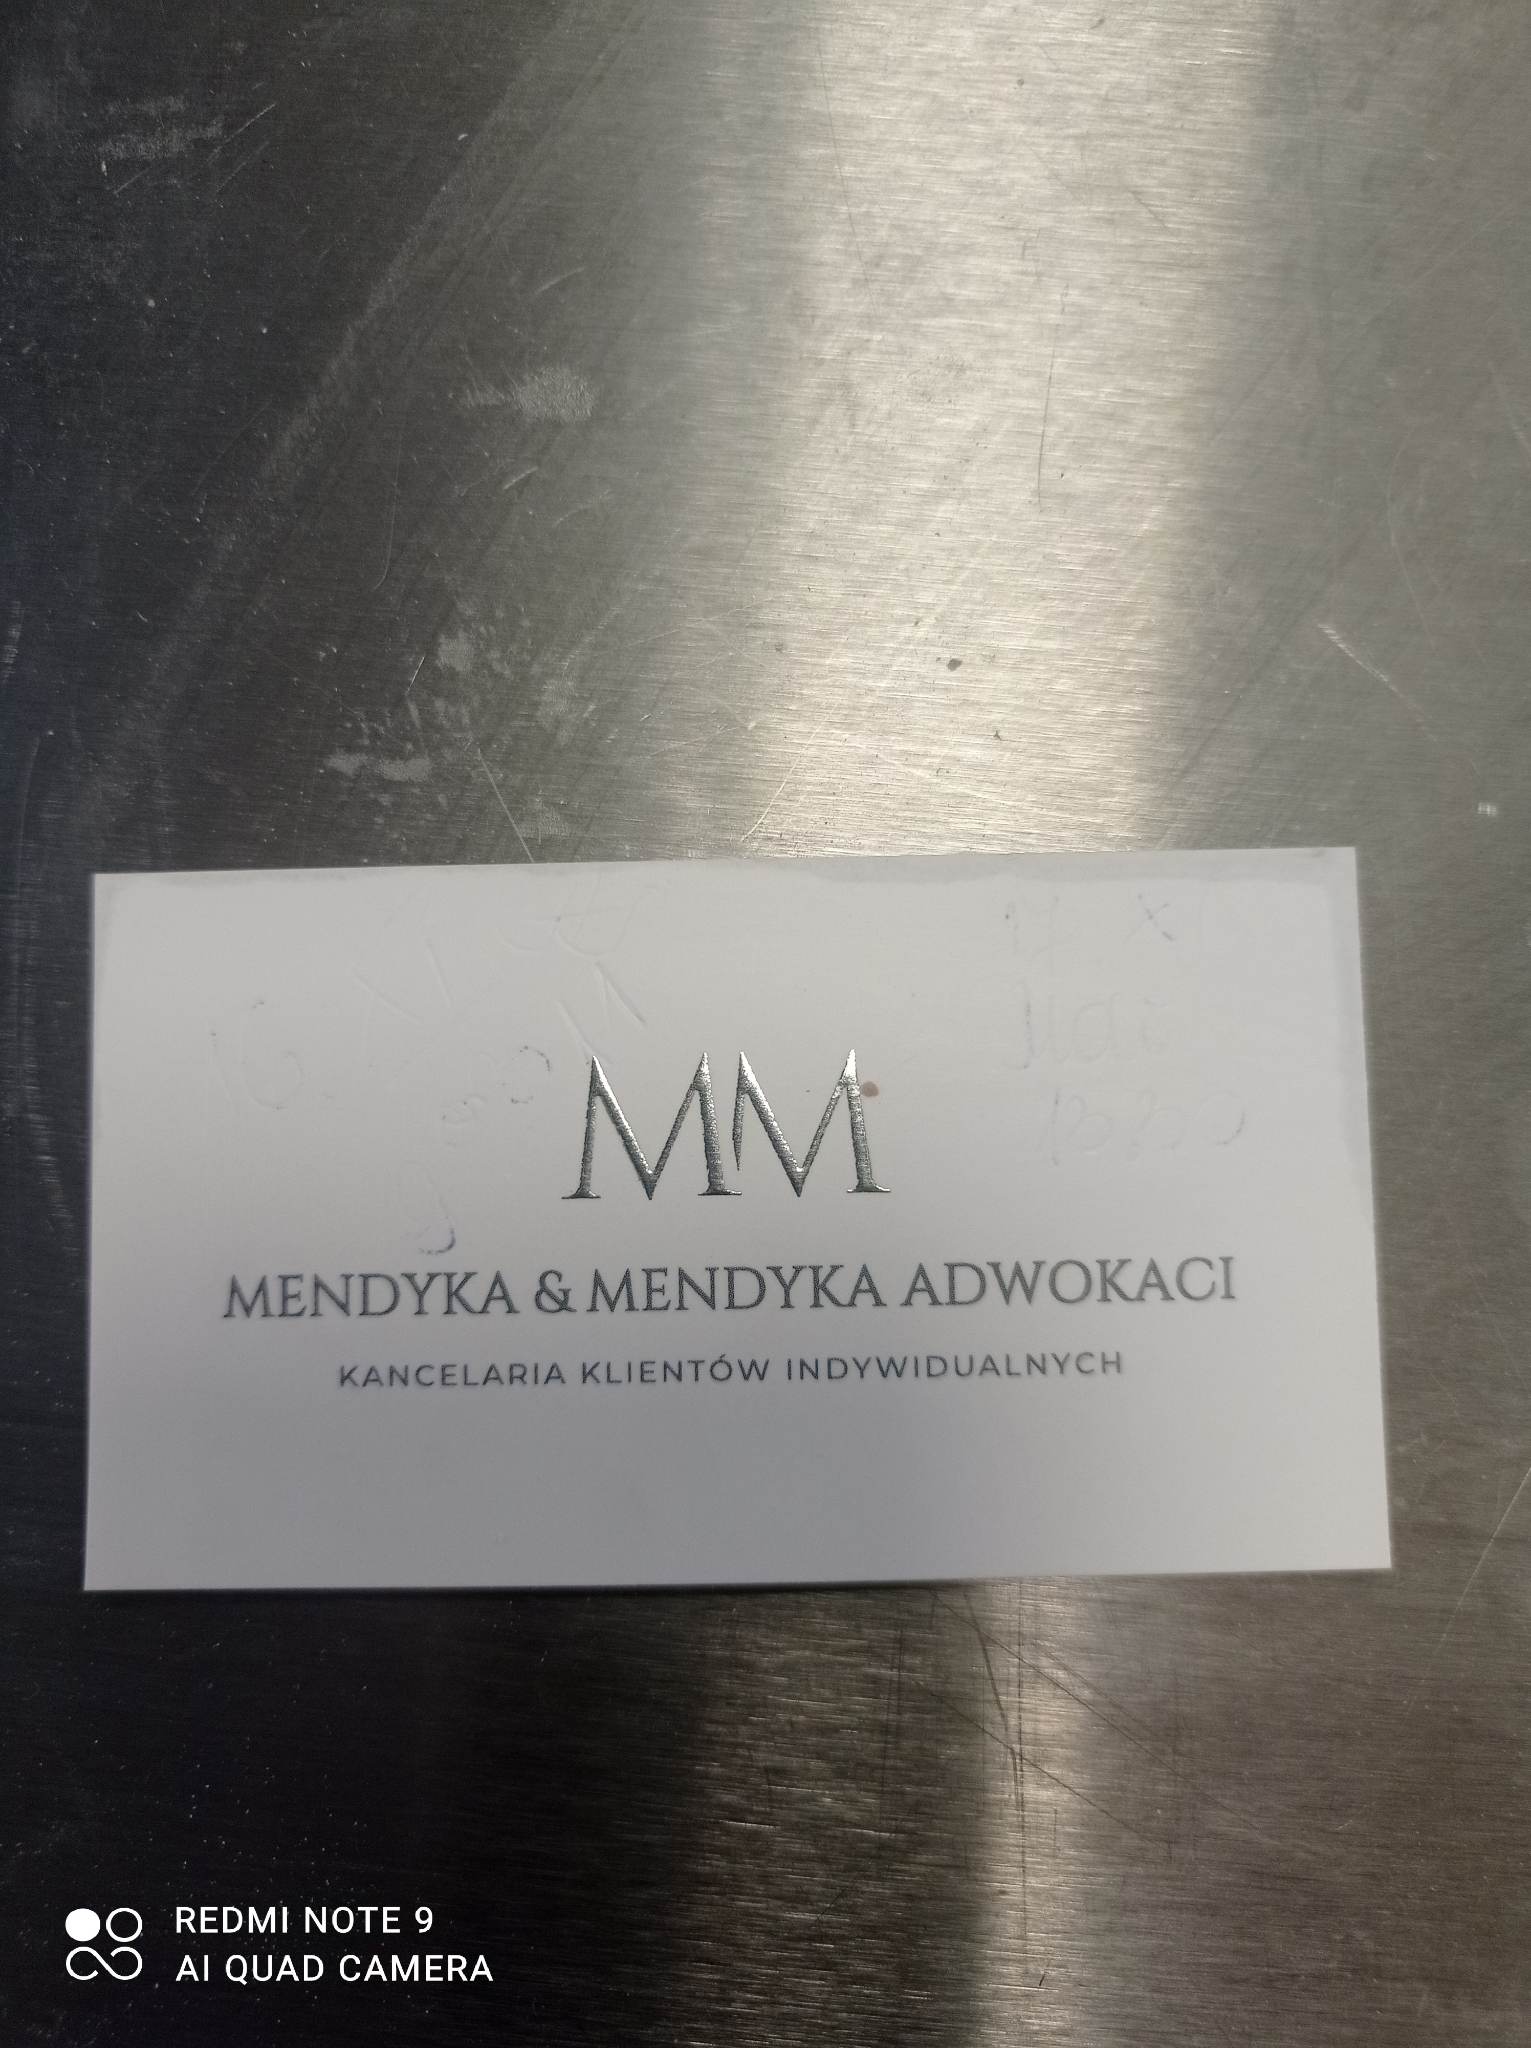 MM
MENDYKA & MENDYKA ADWOKACI
KANCELARIA KLIENTÓW INDYWIDUALNYCH
REDMI NOTE 9
AI QUAD CAMERA